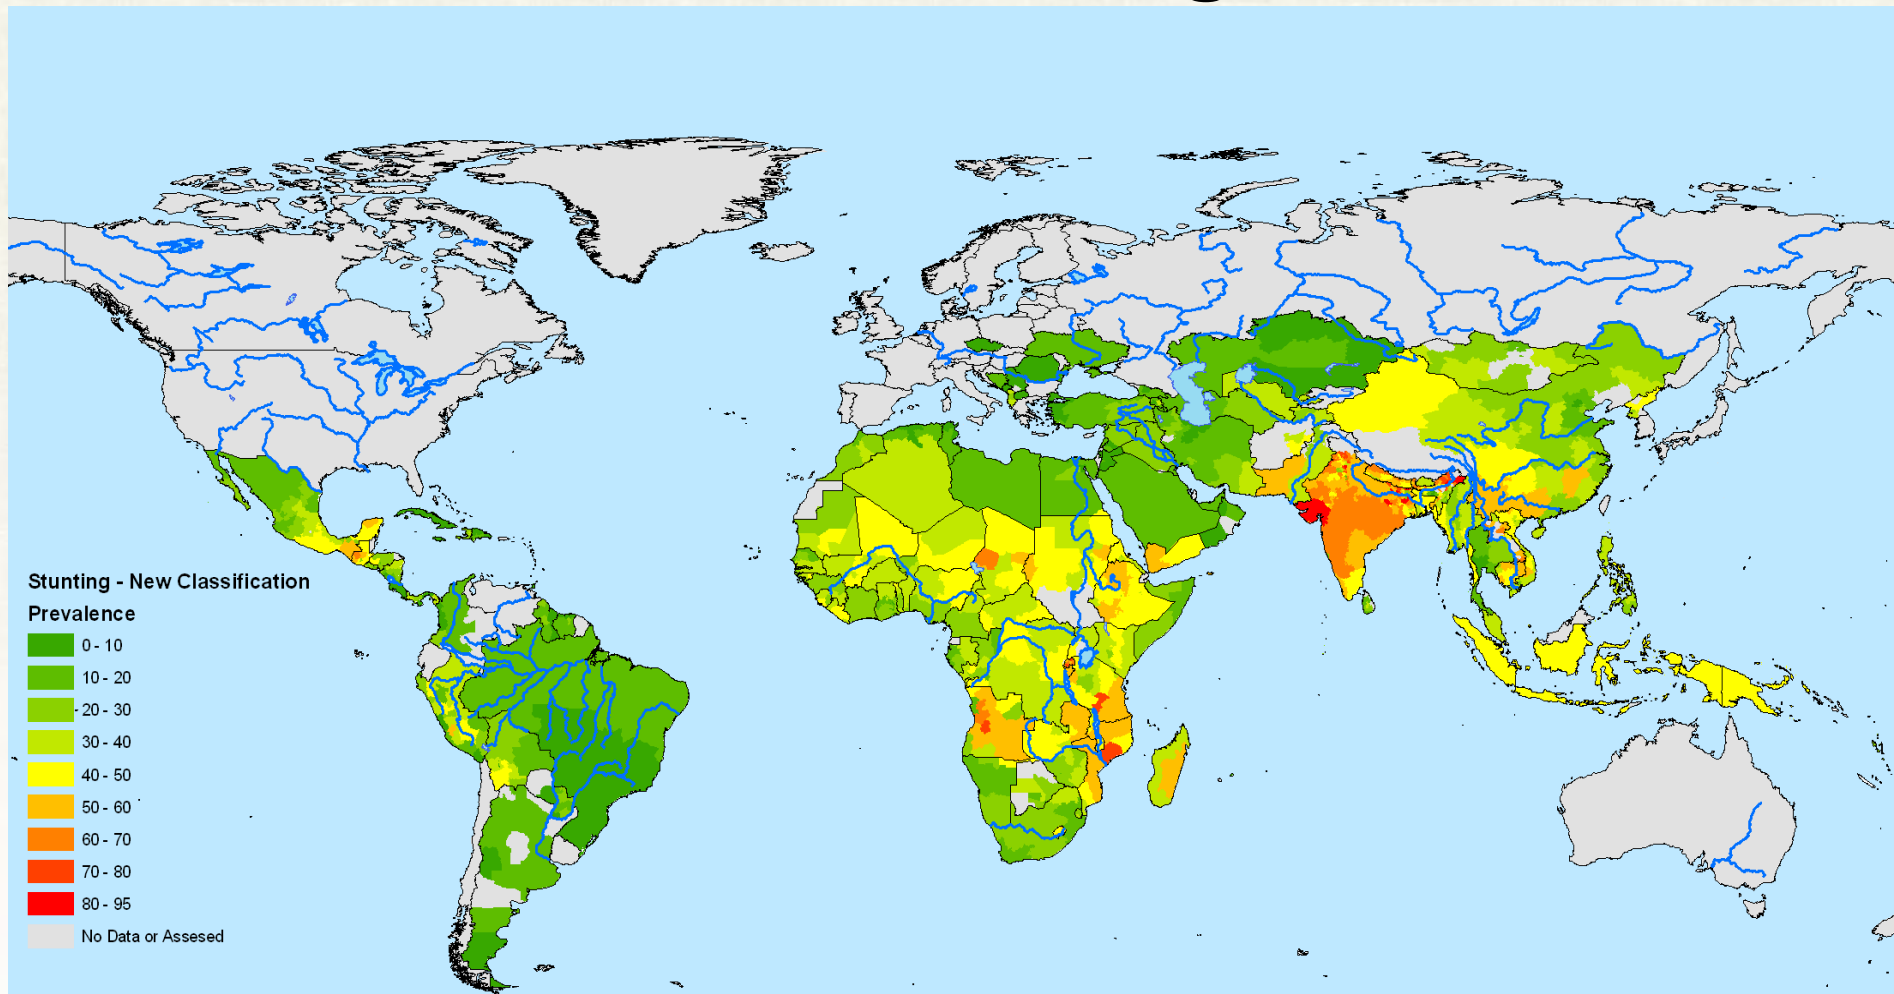 Stunting - New Classification
Prevalence
0 - 10
10 - 20
20 - 30
30 - 40
40 - 50
50 - 60
60 - 70
70 - 80
80 - 95
No Data or Assesed